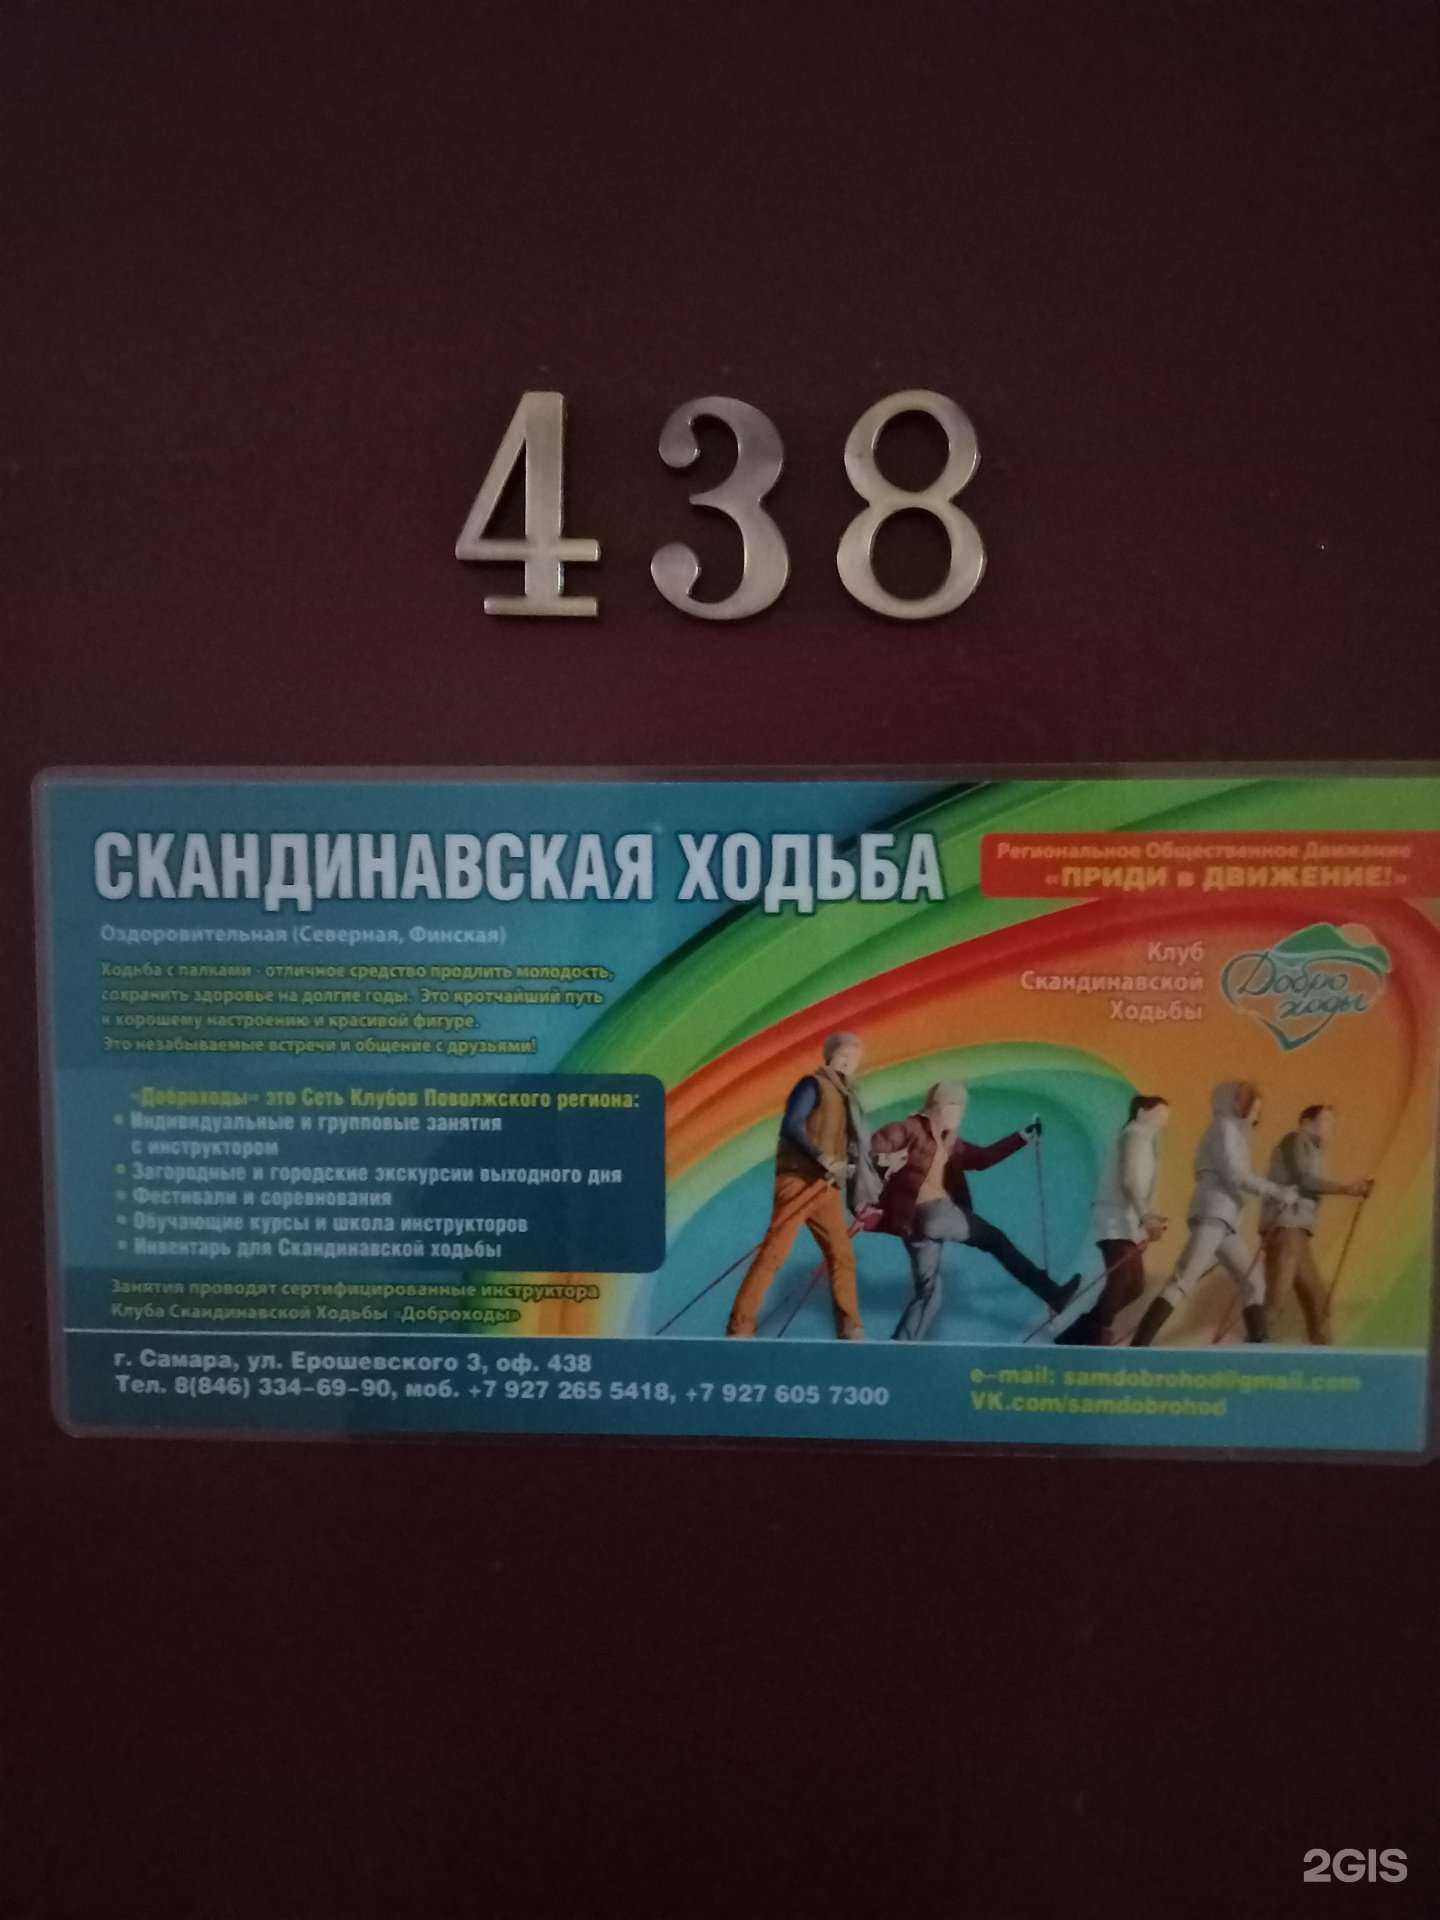 438
СКАНДИНАВСКАЯ ХОДЬБА
Региональное Общественное Движение
«ПРИДИ в ДВИЖЕНИЕ!»
Оздоровительная (Северная, Финская)
Ходьба с палками - отличное средство продлить молодость,
сохранить здоровье на долгие годы. Это кротчайший путь
к хорошему настроению и красивой фигуре.
Это незабываемые встречи и общение с друзьями!
Клуб
Скандинавской
Ходьбы
Добро
ходы
«Доброходы» это Сеть Клубов Поволжского региона:
• Индивидуальные и групповые занятия
с инструктором
• Загородные и городские экскурсии выходного дня
• Фестивали и соревнования
• Обучающие курсы и школа инструкторов
• Инвентарь для Скандинавской ходьбы
Занятия проводят сертифицированные инструктора
Клуба Скандинавской Ходьбы «Доброходы»
г. Самара, ул. Ерошевского 3, оф. 438
Тел. 8(846) 334-69-90, моб. +7 927 265 5418, +7 927 605 7300
e-mail: samdobrohod@gmail.com
VK.com/samdobrohod
2GIS